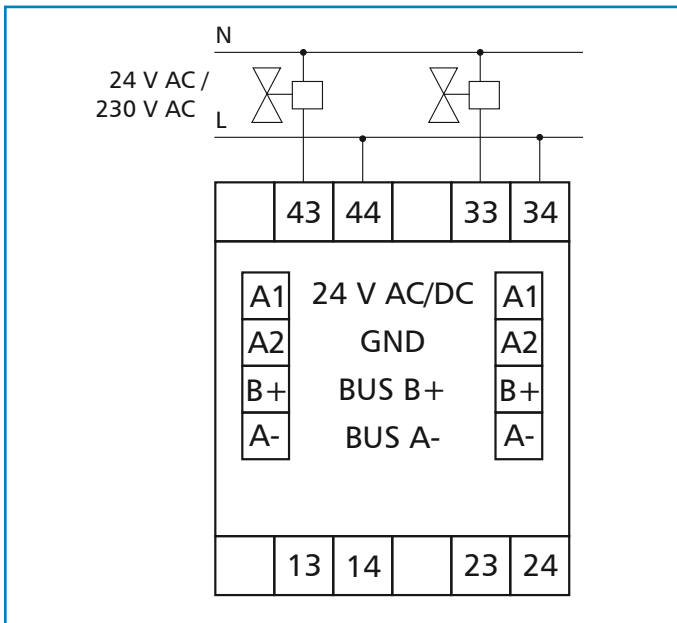 N
24 V AC /
230 V AC
L
43 44 33 34
A1 24 V AC/DC A1
A2 GND A2
B+ BUS B+ B+
A- BUS A- A-
13 14 23 24